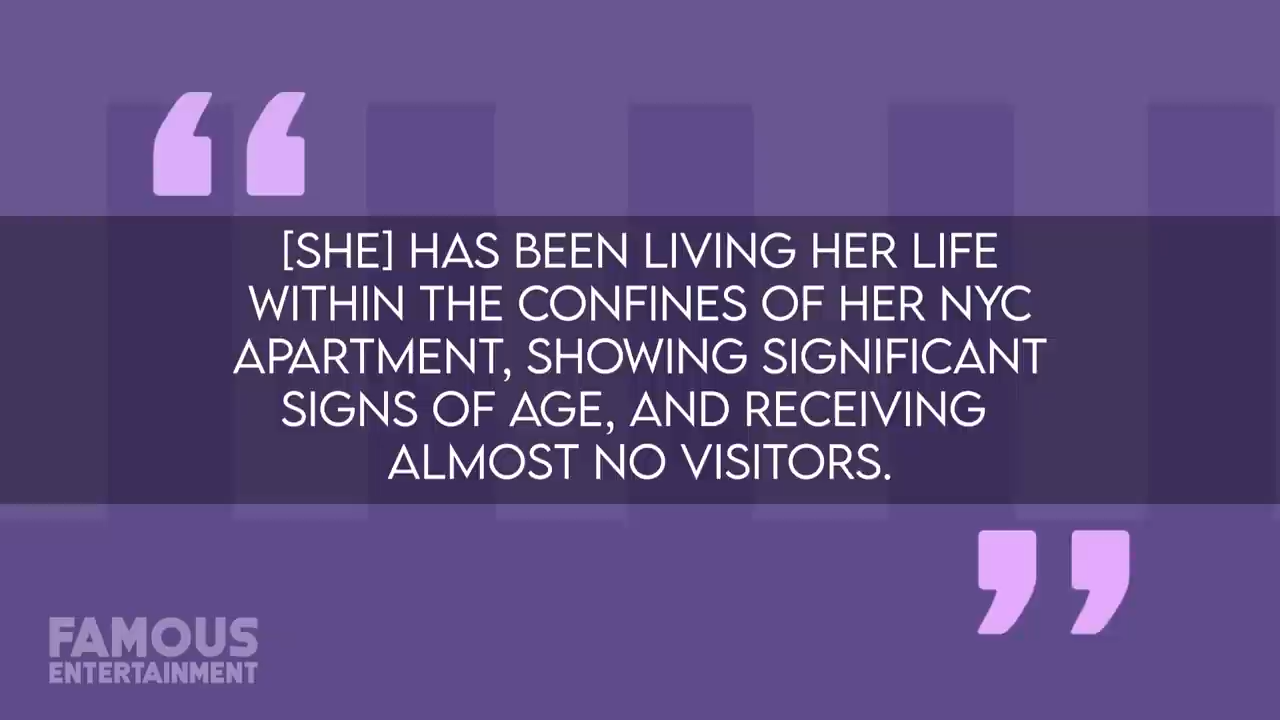 [SHE] HAS BEEN LIVING HER LIFE
WITHIN THE CONFINES OF HER NYC
APARTMENT, SHOWING SIGNIFICANT
SIGNS OF AGE, AND RECEIVING
ALMOST NO VISITORS.
FAMOUS
ENTERTAINMENT